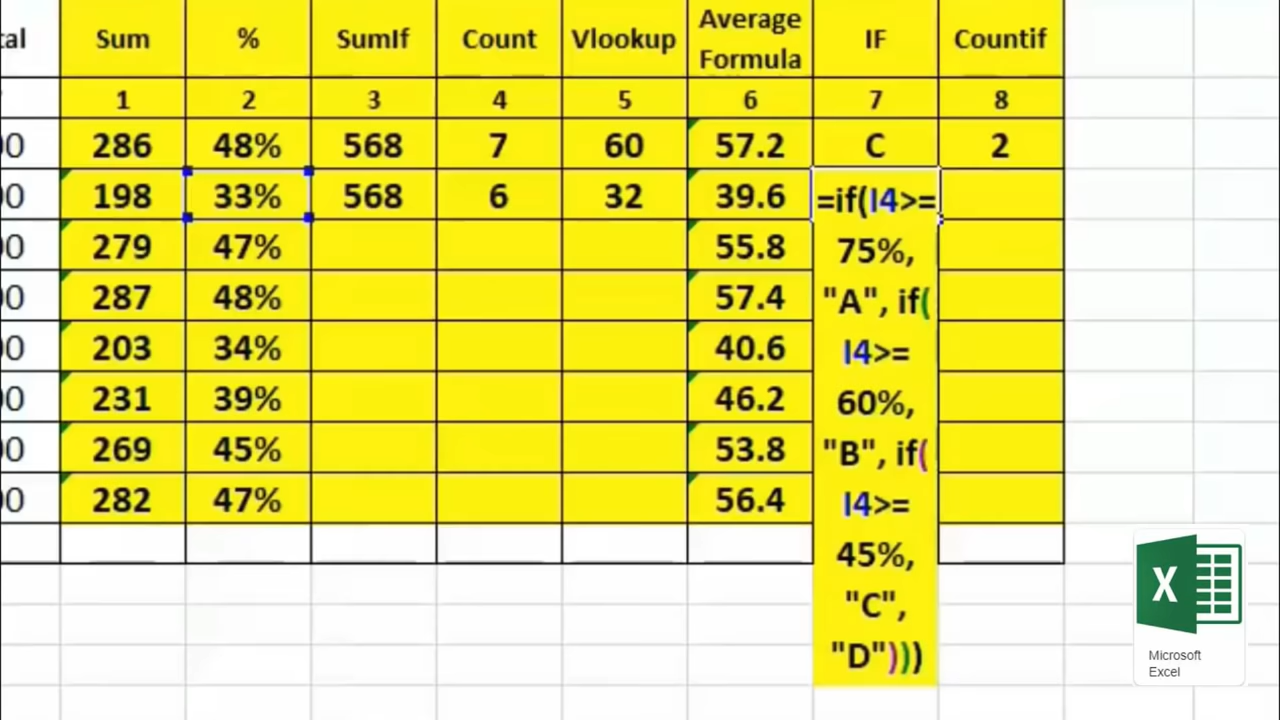 tal Sum % SumIf Count Vlookup Average Formula IF Countif
1 2 3 4 5 6 7 8
00 286 48% 568 7 60 57.2 C 2
00 198 33% 568 6 32 39.6 =if(I4>=
00 279 47% 55.8 75%,
00 287 48% 57.4 "A", if(
00 203 34% 40.6 I4>=
00 231 39% 46.2 60%,
00 269 45% 53.8 "B", if(
00 282 47% 56.4 I4>=
45%,
"C",
"D")))
X
Microsoft
Excel